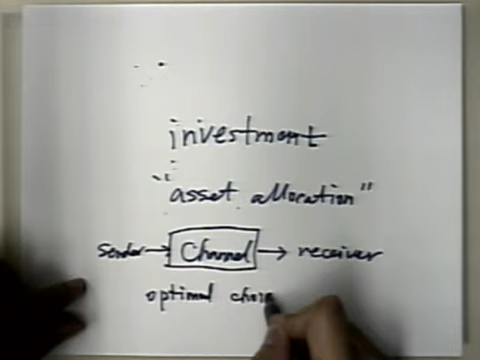 investment
"asset allocation"
sender → Channel → receiver
optimal